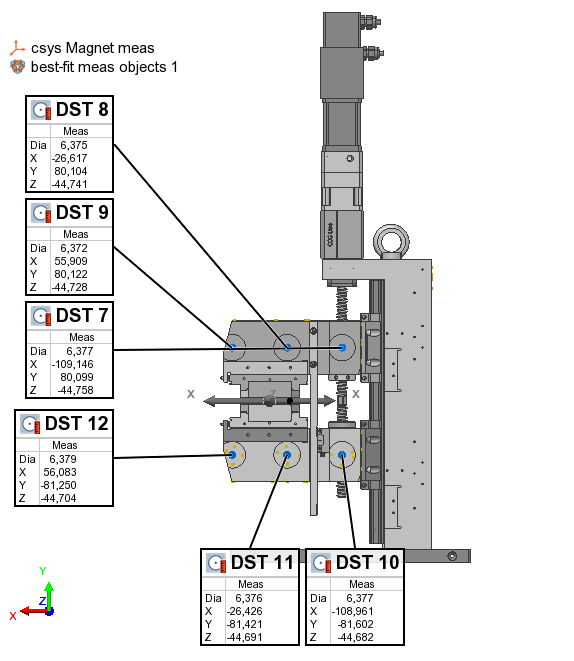 csys Magnet meas
best-fit meas objects 1
DST 8
Meas
Dia 6,375
X -26,617
Y 80,104
Z -44,741
DST 9
Meas
Dia 6,372
X 55,909
Y 80,122
Z -44,728
DST 7
Meas
Dia 6,377
X -109,146
Y 80,099
Z -44,758
DST 12
Meas
Dia 6,379
X 56,083
Y -81,250
Z -44,704
X Z X
DST 11
Meas
Dia 6,376
X -26,426
Y -81,421
Z -44,691
DST 10
Meas
Dia 6,377
X -108,961
Y -81,602
Z -44,682
Y
Z
X